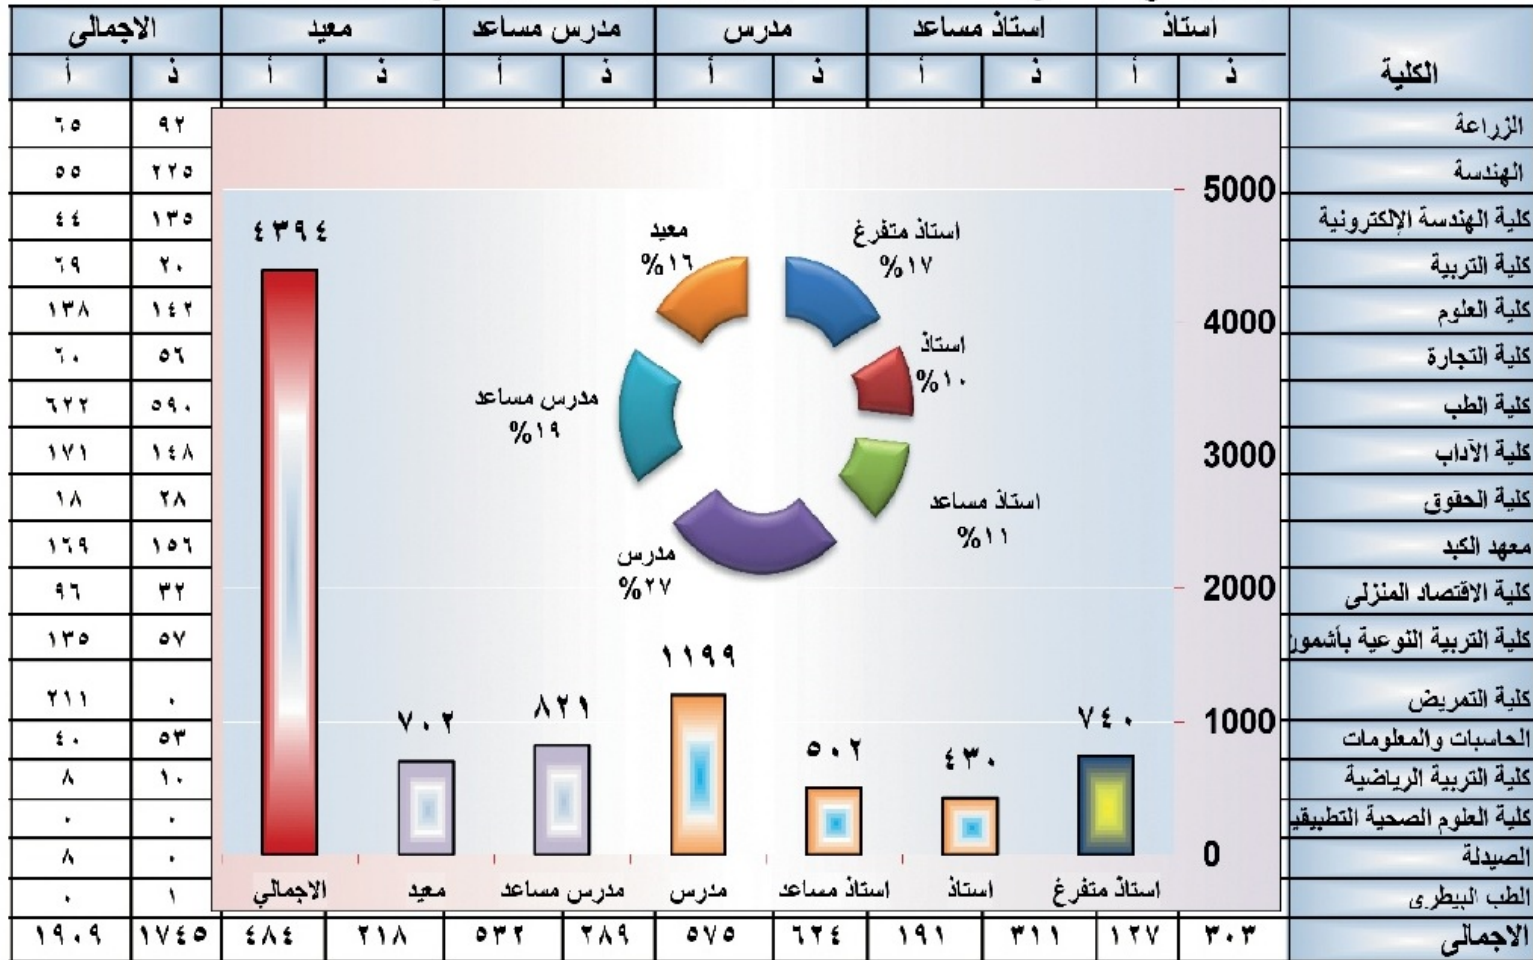 الكلية استاذ استاذ مساعد مدرس مدرس مساعد معيد الاجمالى
ذ أ ذ أ ذ أ ذ أ ذ أ ذ أ
الزراعة ٩٢ ٦٥
الهندسة ٢٢٥ ٥٥
كلية الهندسة الإلكترونية ١٣٥ ٤٤
كلية التربية ٢٠ ٦٩
كلية العلوم ١٤٢ ١٣٨
كلية التجارة ٥٦ ٦٠
كلية الطب ٥٩٠ ٦٢٢
كلية الآداب ١٤٨ ١٧١
كلية الحقوق ٢٨ ١٨
معهد الكبد ١٥٦ ١٦٩
كلية الاقتصاد المنزلى ٣٢ ٩٦
كلية التربية النوعية بأشمون ٥٧ ١٣٥
كلية التمريض ٠ ٢١١
الحاسبات والمعلومات ٥٣ ٤٠
كلية التربية الرياضية ١٠ ٨
كلية العلوم الصحية التطبيقي ٠ ٠
الصيدلة ٠ ٨
الطب البيطرى ١ ٠
الاجمالى ٣٠٣ ١٢٧ ٣١١ ١٩١ ٦٢٤ ٥٧٥ ٢٨٩ ٥٣٢ ٢١٨ ٤٨٤ ١٧٤٥ ١٩٠٩
5000
4000
3000
2000
1000
0
استاذ متفرغ
%١٧
استاذ
%١٠
استاذ مساعد
%١١
مدرس
%٢٧
مدرس مساعد
%١٩
معيد
%١٦
٧٤٠ ٤٣٠ ٥٠٢ ١١٩٩ ٨٢١ ٧٠٢ ٤٣٩٤
استاذ متفرغ استاذ استاذ مساعد مدرس مدرس مساعد معيد الاجمالي